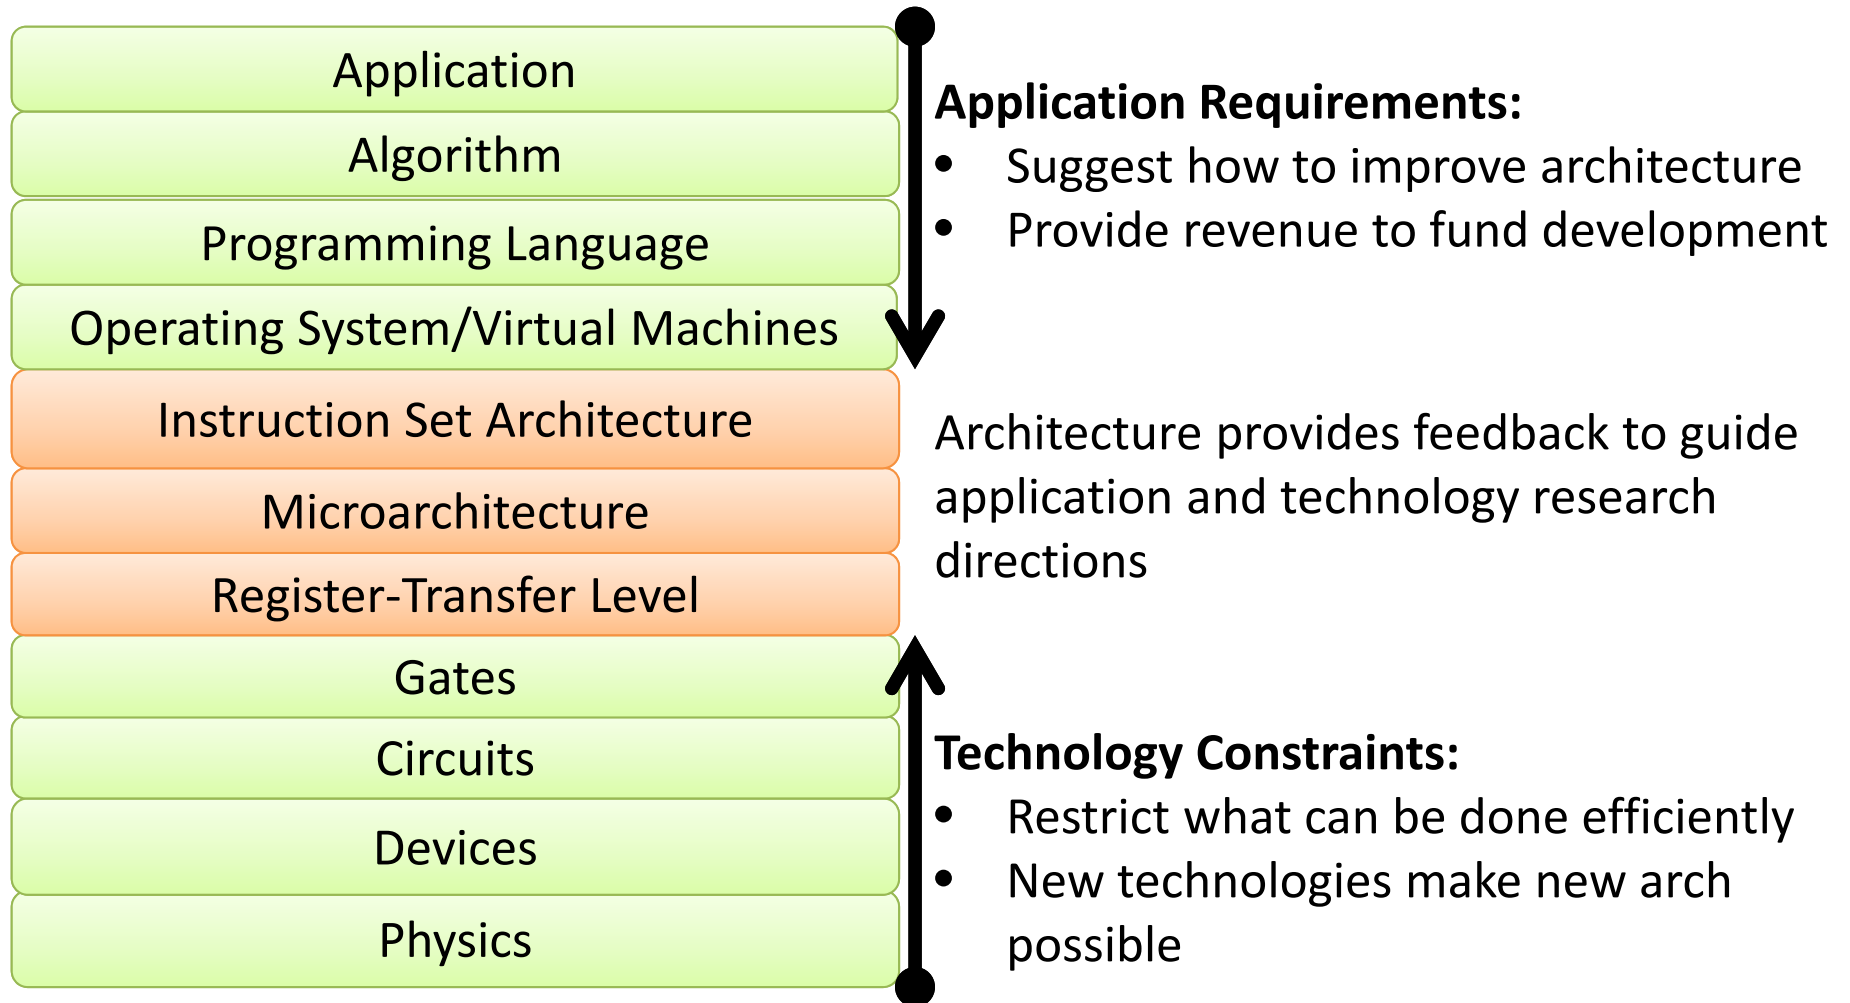 Application
Algorithm
Programming Language
Operating System/Virtual Machines
Instruction Set Architecture
Microarchitecture
Register-Transfer Level
Gates
Circuits
Devices
Physics
Application Requirements:
• Suggest how to improve architecture
• Provide revenue to fund development
Architecture provides feedback to guide
application and technology research
directions
Technology Constraints:
• Restrict what can be done efficiently
• New technologies make new arch
possible